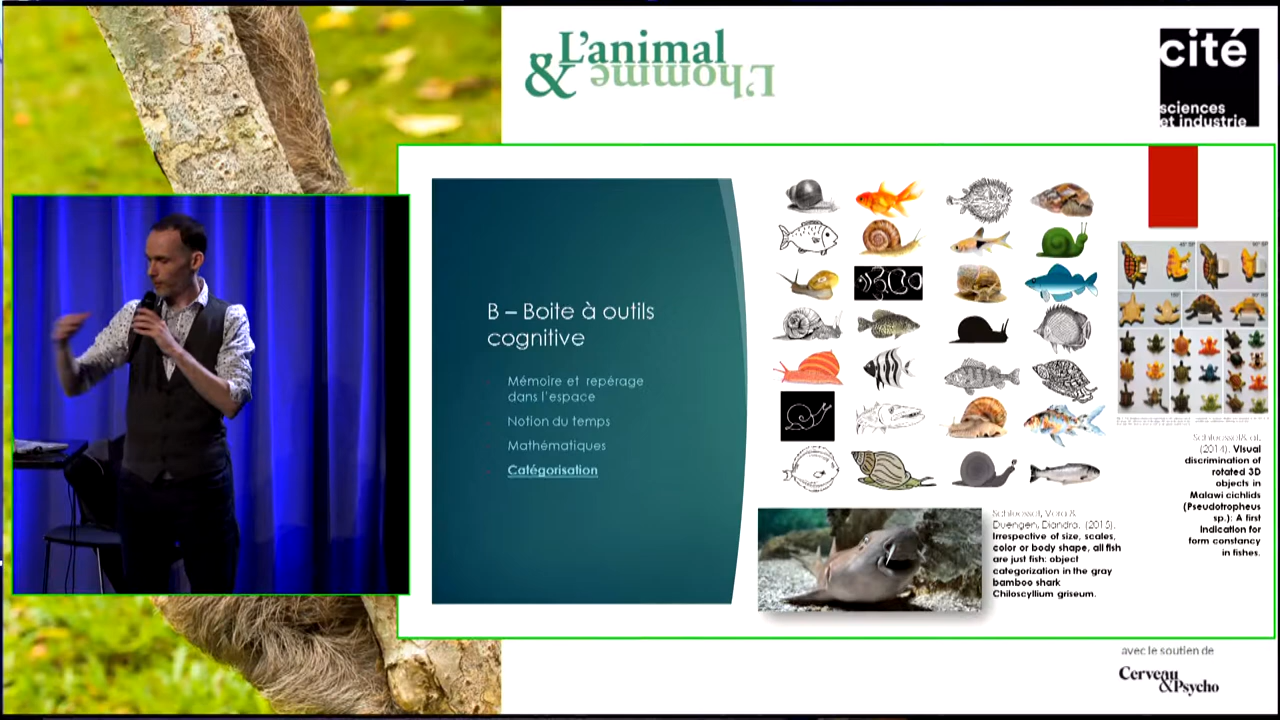 L'animal
& L'homme
cité
sciences
et industrie
B – Boite à outils
cognitive
Mémoire et repérage
dans l'espace
Notion du temps
Mathématiques
Catégorisation
Schluessel, Vera &
Duengen, Diandra. (2015).
Irrespective of size, scales,
color or body shape, all fish
are just fish: object
categorization in the gray
bamboo shark
Chiloscyllium griseum.
Schluessel& al.
(2014). Visual
discrimination of
rotated 3D
objects in
Malawi cichlids
(Pseudotropheus
sp.): A first
indication for
form constancy
in fishes.
avec le soutien de
Cerveau
&Psycho